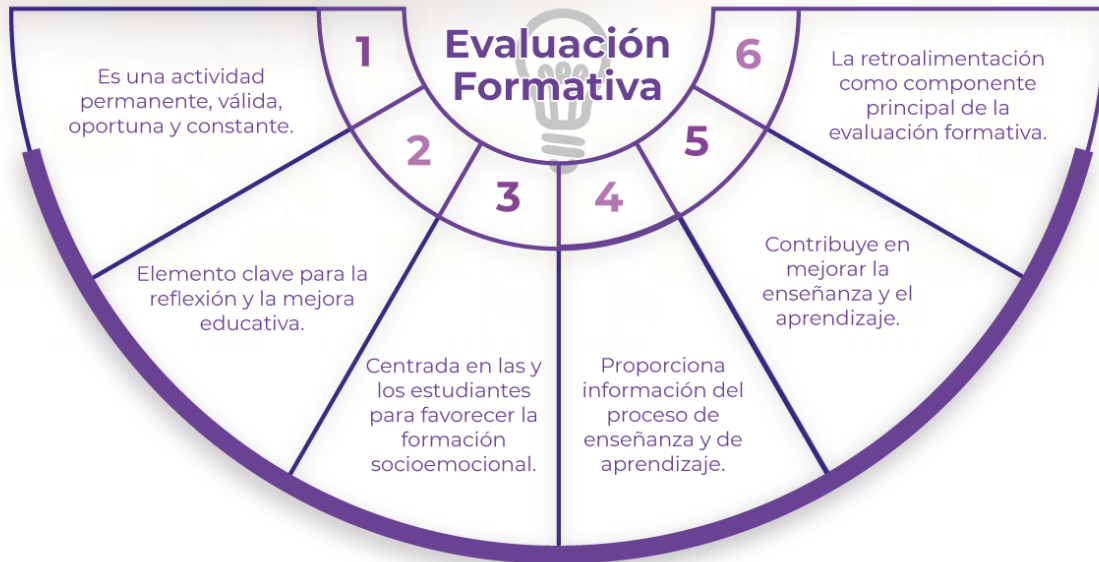 Evaluación
Formativa
1
Es una actividad
permanente, válida,
oportuna y constante.
2
Elemento clave para la
reflexión y la mejora
educativa.
3
Centrada en las y
los estudiantes
para favorecer la
formación
socioemocional.
4
Proporciona
información del
proceso de
enseñanza y de
aprendizaje.
5
Contribuye en
mejorar la
enseñanza y el
aprendizaje.
6
La retroalimentación
como componente
principal de la
evaluación formativa.